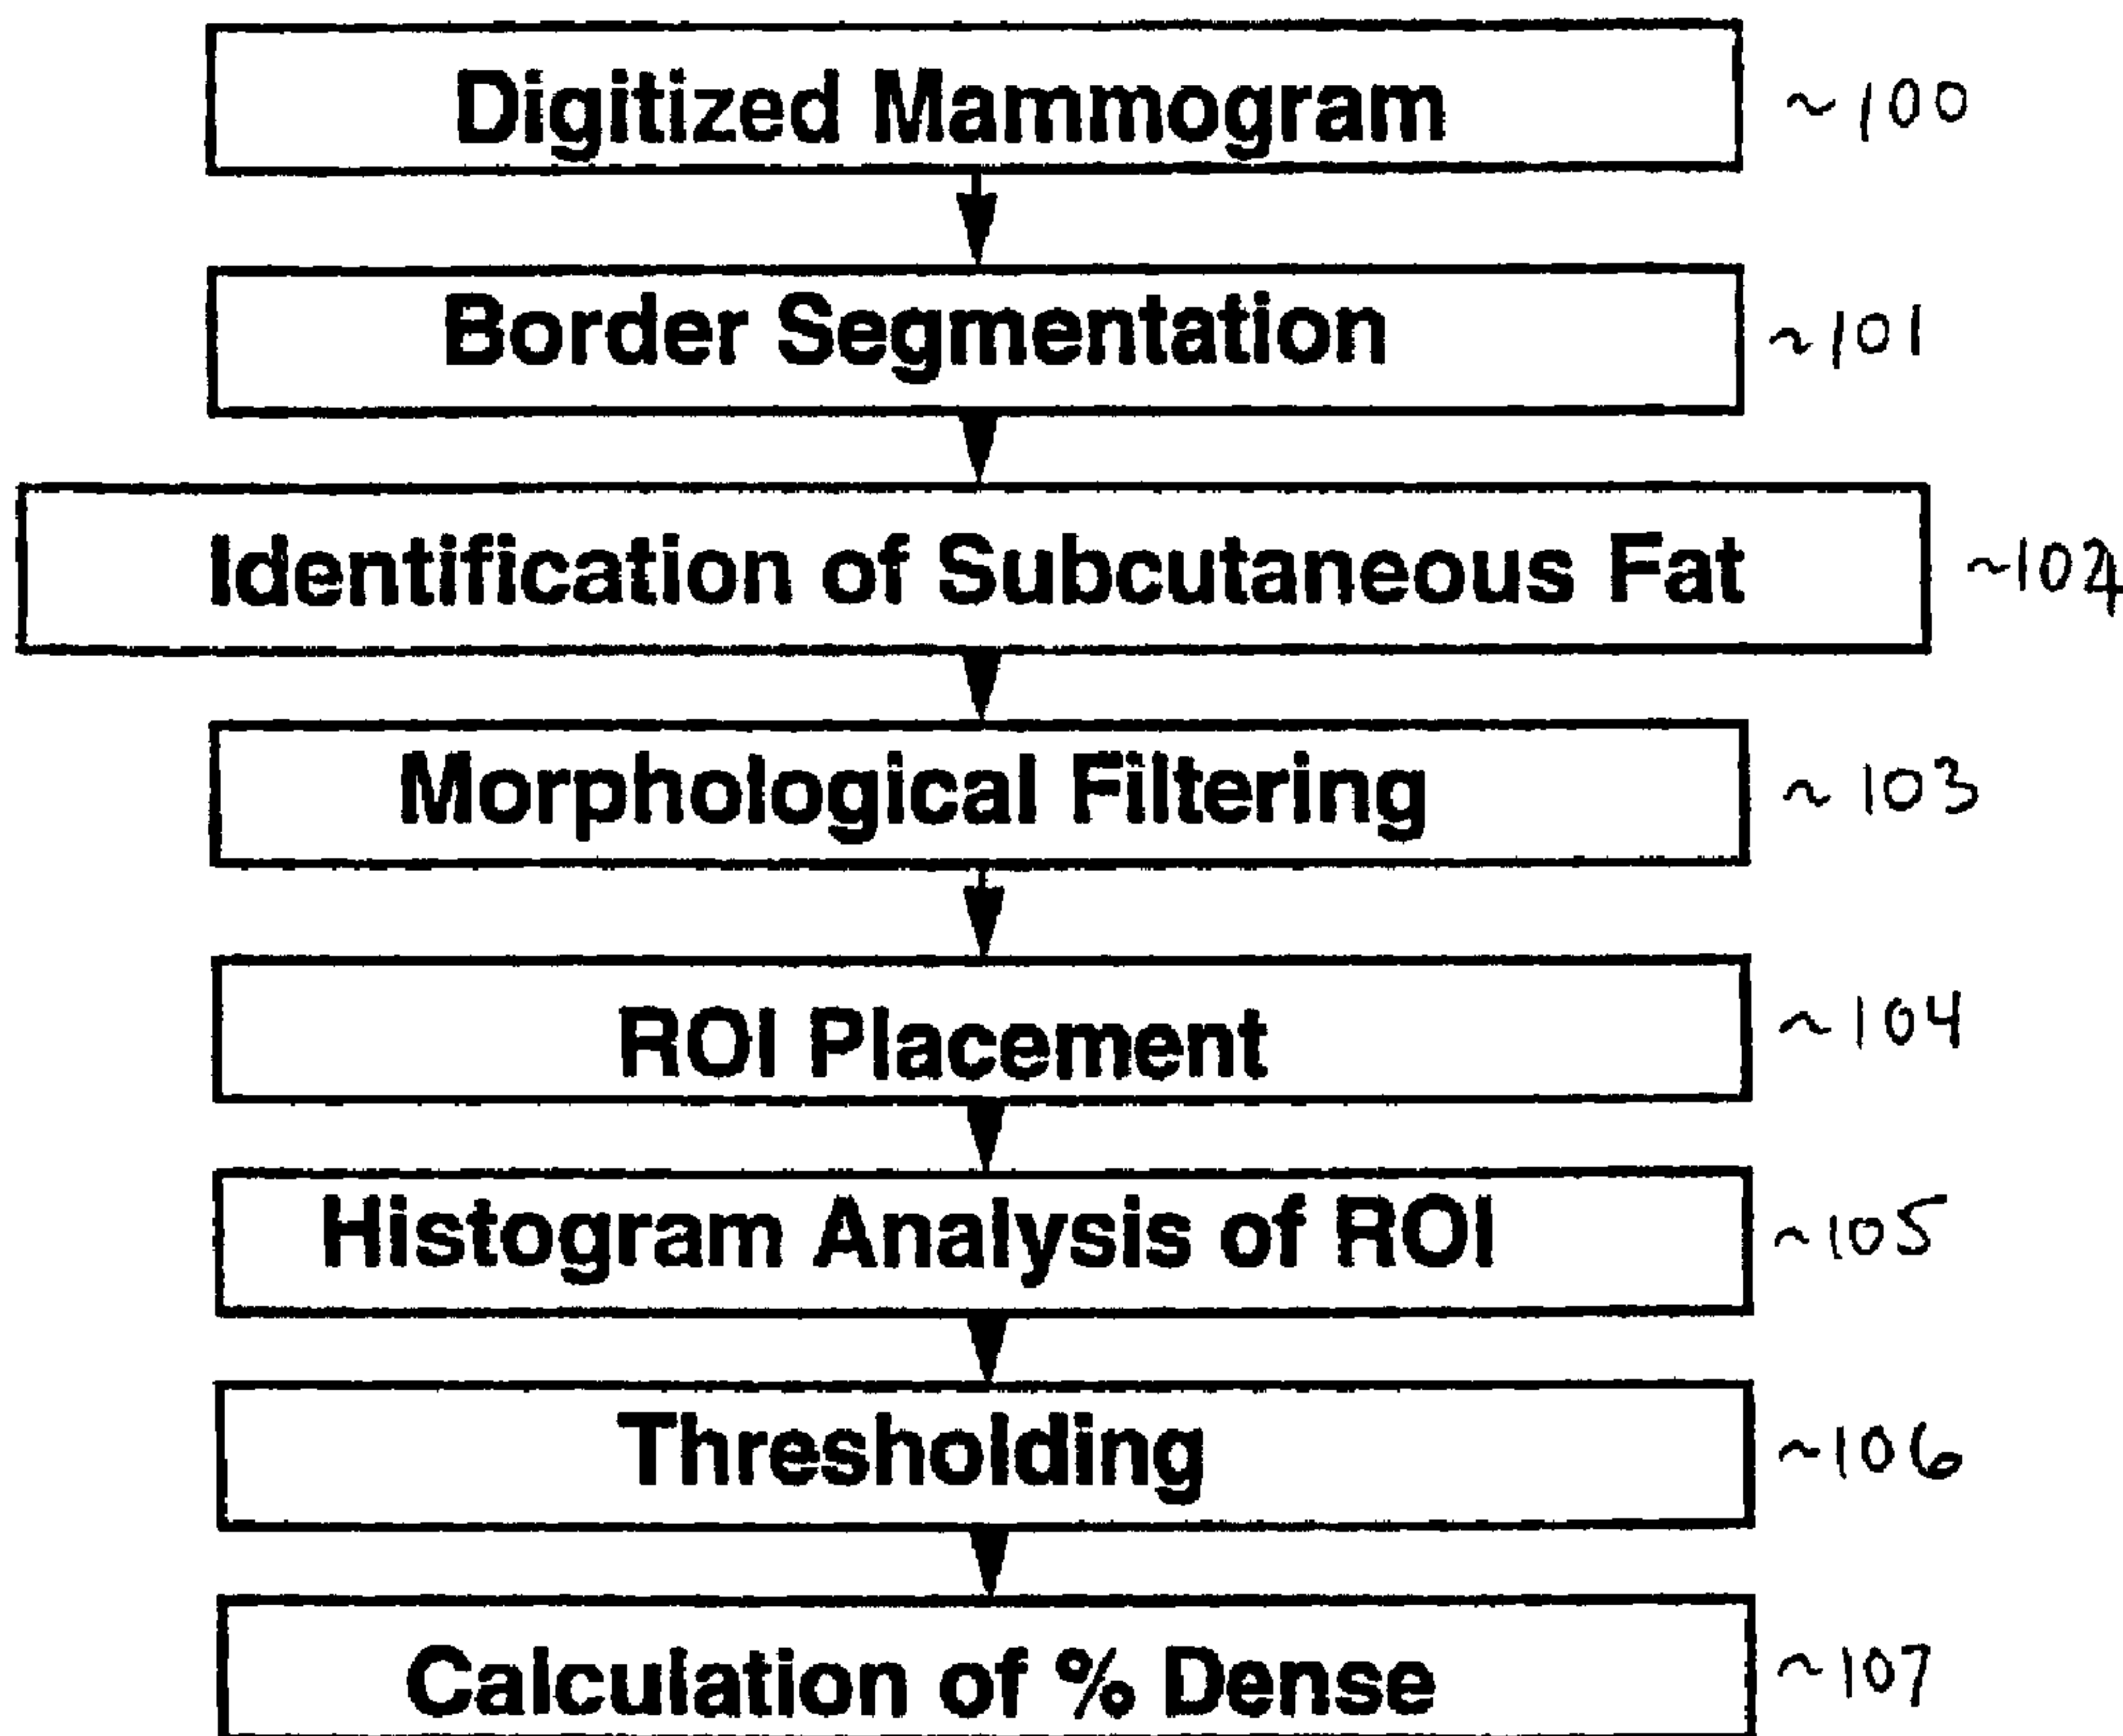 Digitized Mammogram ~100
Border Segmentation ~101
Identification of Subcutaneous Fat ~102
Morphological Filtering ~103
ROI Placement ~104
Histogram Analysis of ROI ~105
Thresholding ~106
Calculation of % Dense ~107